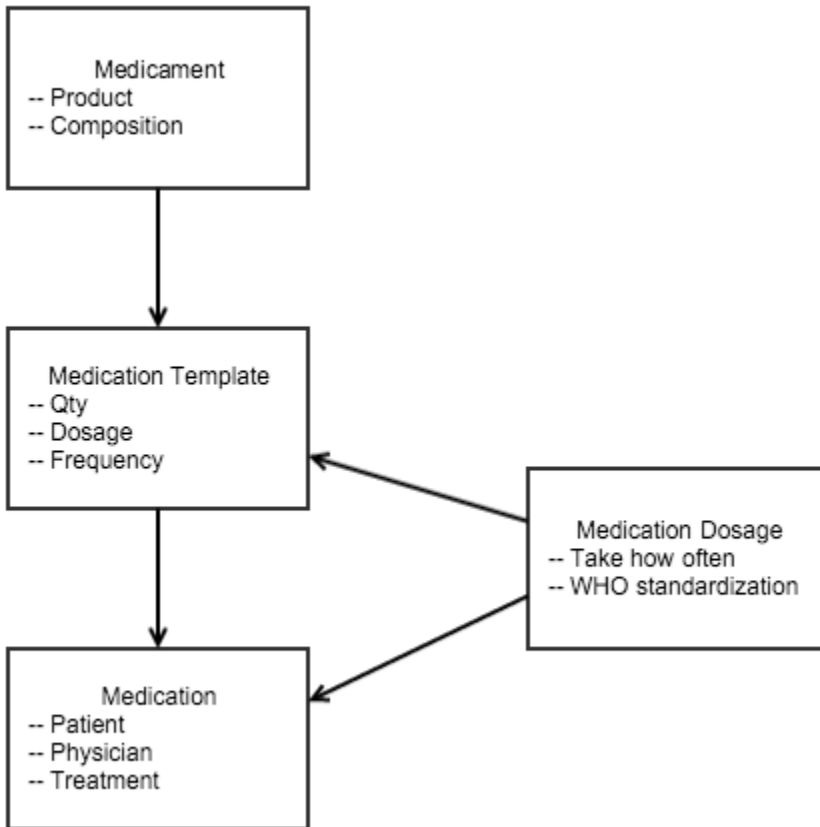 Medicament
-- Product
-- Composition
Medication Template
-- Qty
-- Dosage
-- Frequency
Medication Dosage
-- Take how often
-- WHO standardization
Medication
-- Patient
-- Physician
-- Treatment